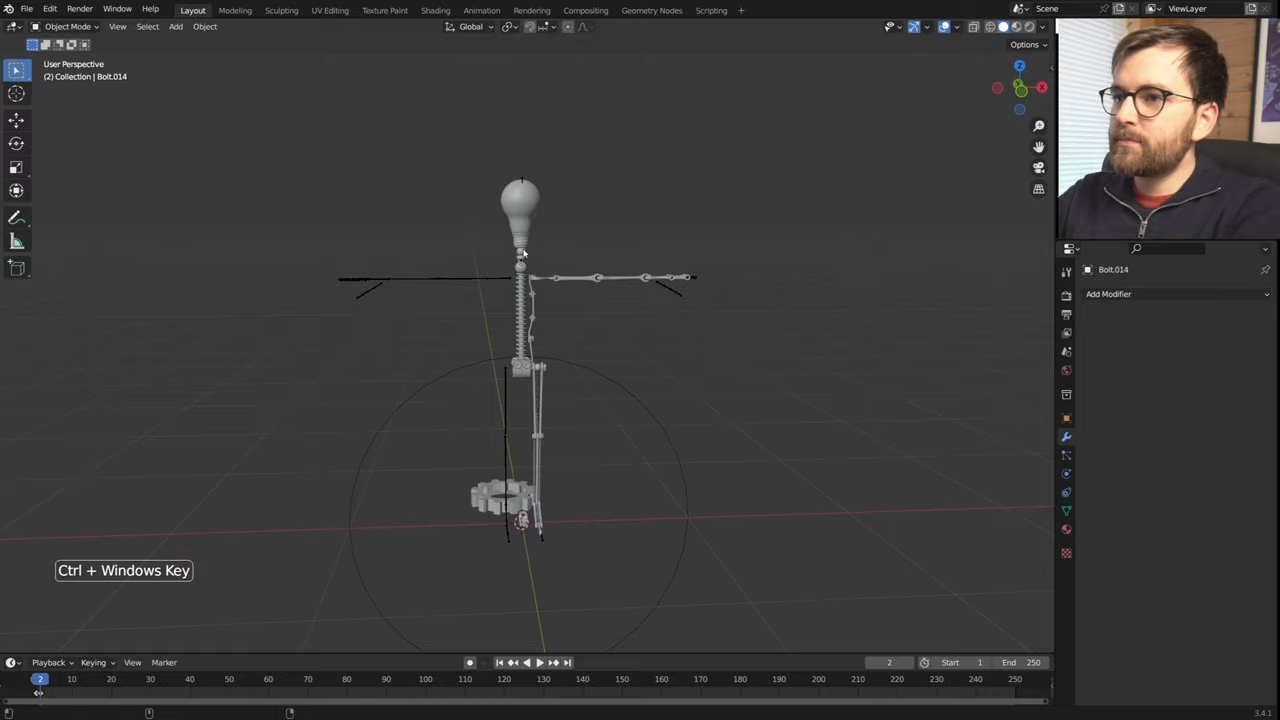 File Edit Render Window Help Layout Modeling Sculpting UV Editing Texture Paint Shading Animation Rendering Compositing Geometry Nodes Scripting + Scene ViewLayer
Object Mode View Select Add Object Global
Options
User Perspective
(2) Collection | Bolt.014
Z
X
Bolt.014
Add Modifier
Ctrl + Windows Key
Playback Keying View Marker 2 Start 1 End 250
2 10 20 30 40 50 60 70 80 90 100 110 120 130 140 150 160 170 180 190 200 210 220 230 240 250
3.4.1